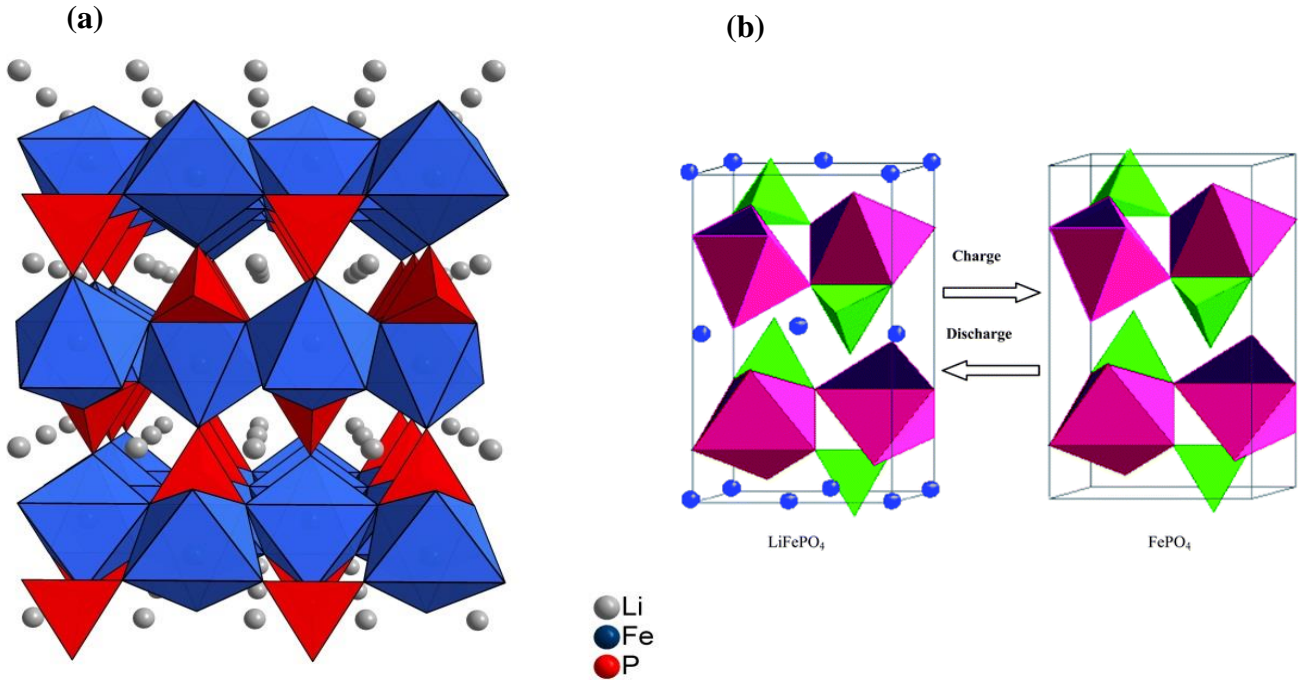 (a)
(b)
Charge
Discharge
LiFePO₄
FePO₄
Li
Fe
P